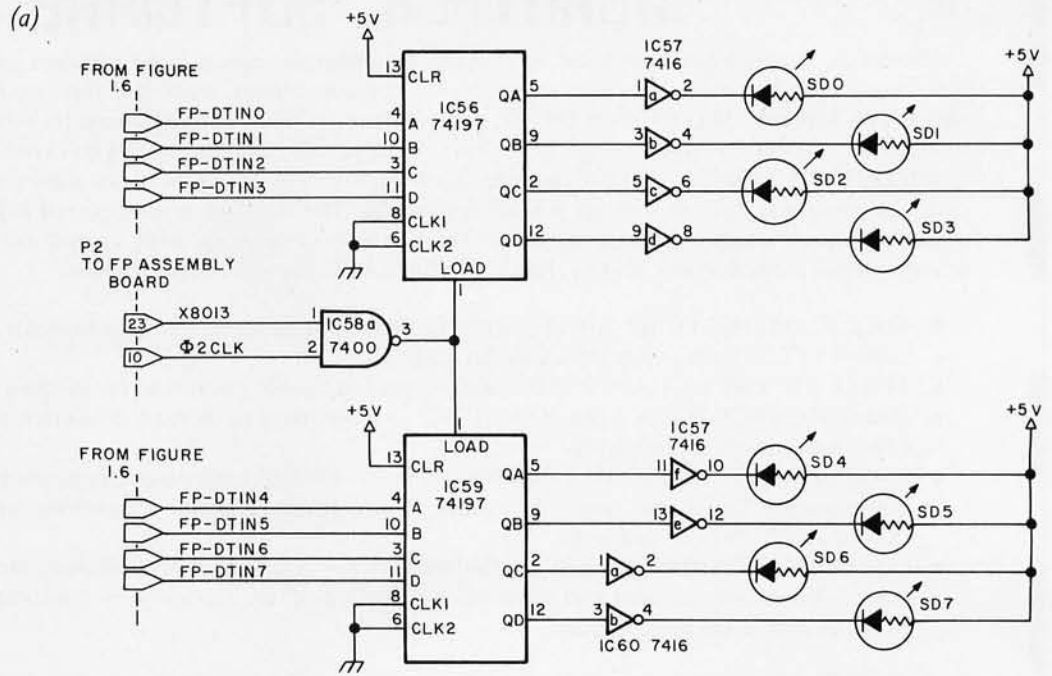 (a)
+5V
FROM FIGURE
1.6
FP-DTIN0
FP-DTIN1
FP-DTIN2
FP-DTIN3
13 CLR
4 A
10 B
3 C
11 D
8 CLK1
6 CLK2
IC56
74197
LOAD
1
QA 5
QB 9
QC 2
QD 12
IC57
7416
1 a 2
3 b 4
5 c 6
9 d 8
SD0
SD1
SD2
SD3
+5V
P2
TO FP ASSEMBLY
BOARD
23 X8013
10 Φ2CLK
1
2
IC58a
7400
3
+5V
FROM FIGURE
1.6
FP-DTIN4
FP-DTIN5
FP-DTIN6
FP-DTIN7
1
LOAD
13 CLR
4 A
10 B
3 C
11 D
8 CLK1
6 CLK2
IC59
74197
QA 5
QB 9
QC 2
QD 12
IC57
7416
11 f 10
13 e 12
1 a 2
3 b 4
IC60 7416
SD4
SD5
SD6
SD7
+5V